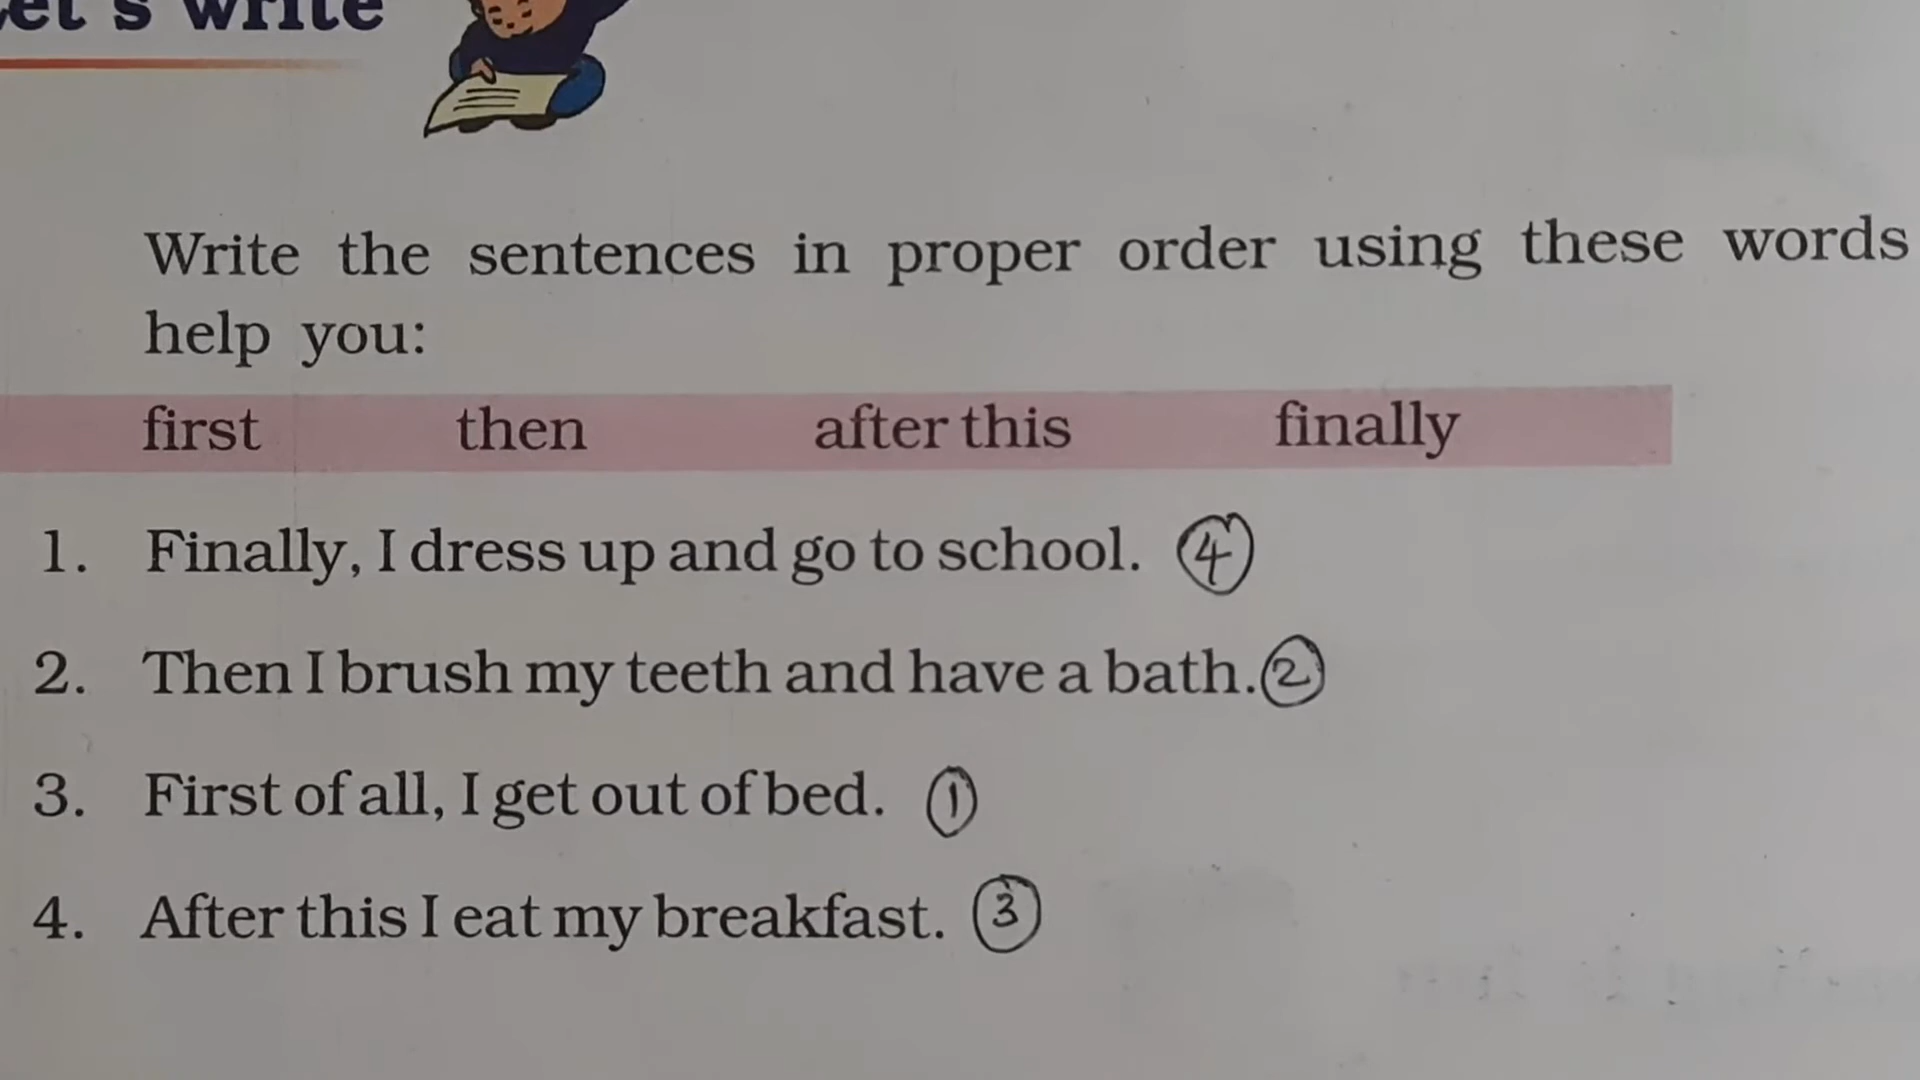 et's write
Write the sentences in proper order using these words
help you:
first then after this finally
1. Finally, I dress up and go to school. 4
2. Then I brush my teeth and have a bath. 2
3. First of all, I get out of bed. 1
4. After this I eat my breakfast. 3